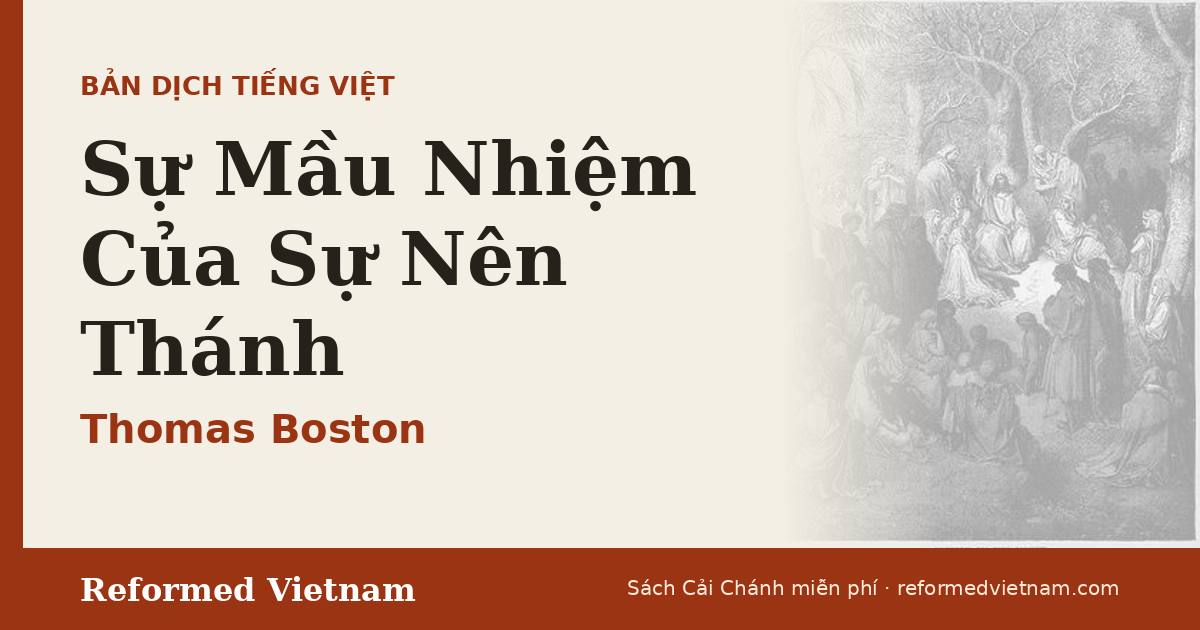 BẢN DỊCH TIẾNG VIỆT
Sự Mầu Nhiệm
Của Sự Nên
Thánh
Thomas Boston
Reformed Vietnam
Sách Cải Chánh miễn phí · reformedvietnam.com